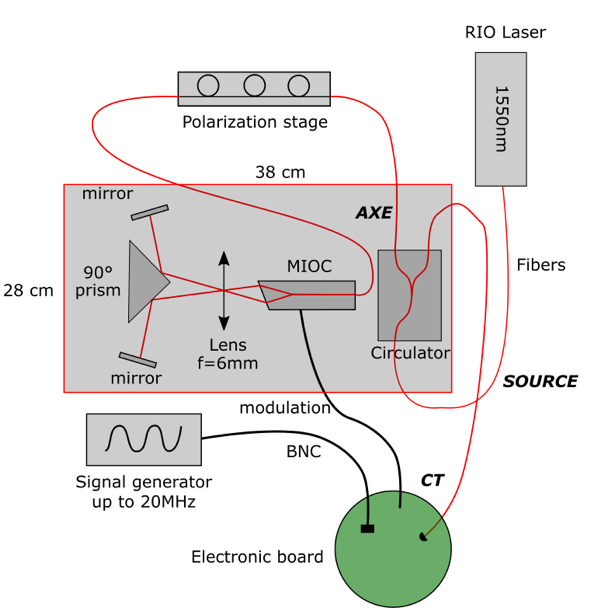 RIO Laser
1550nm
Polarization stage
38 cm
mirror
AXE
90°
prism
MIOC
28 cm
Fibers
Lens
f=6mm
Circulator
mirror
SOURCE
modulation
BNC
Signal generator
up to 20MHz
CT
Electronic board